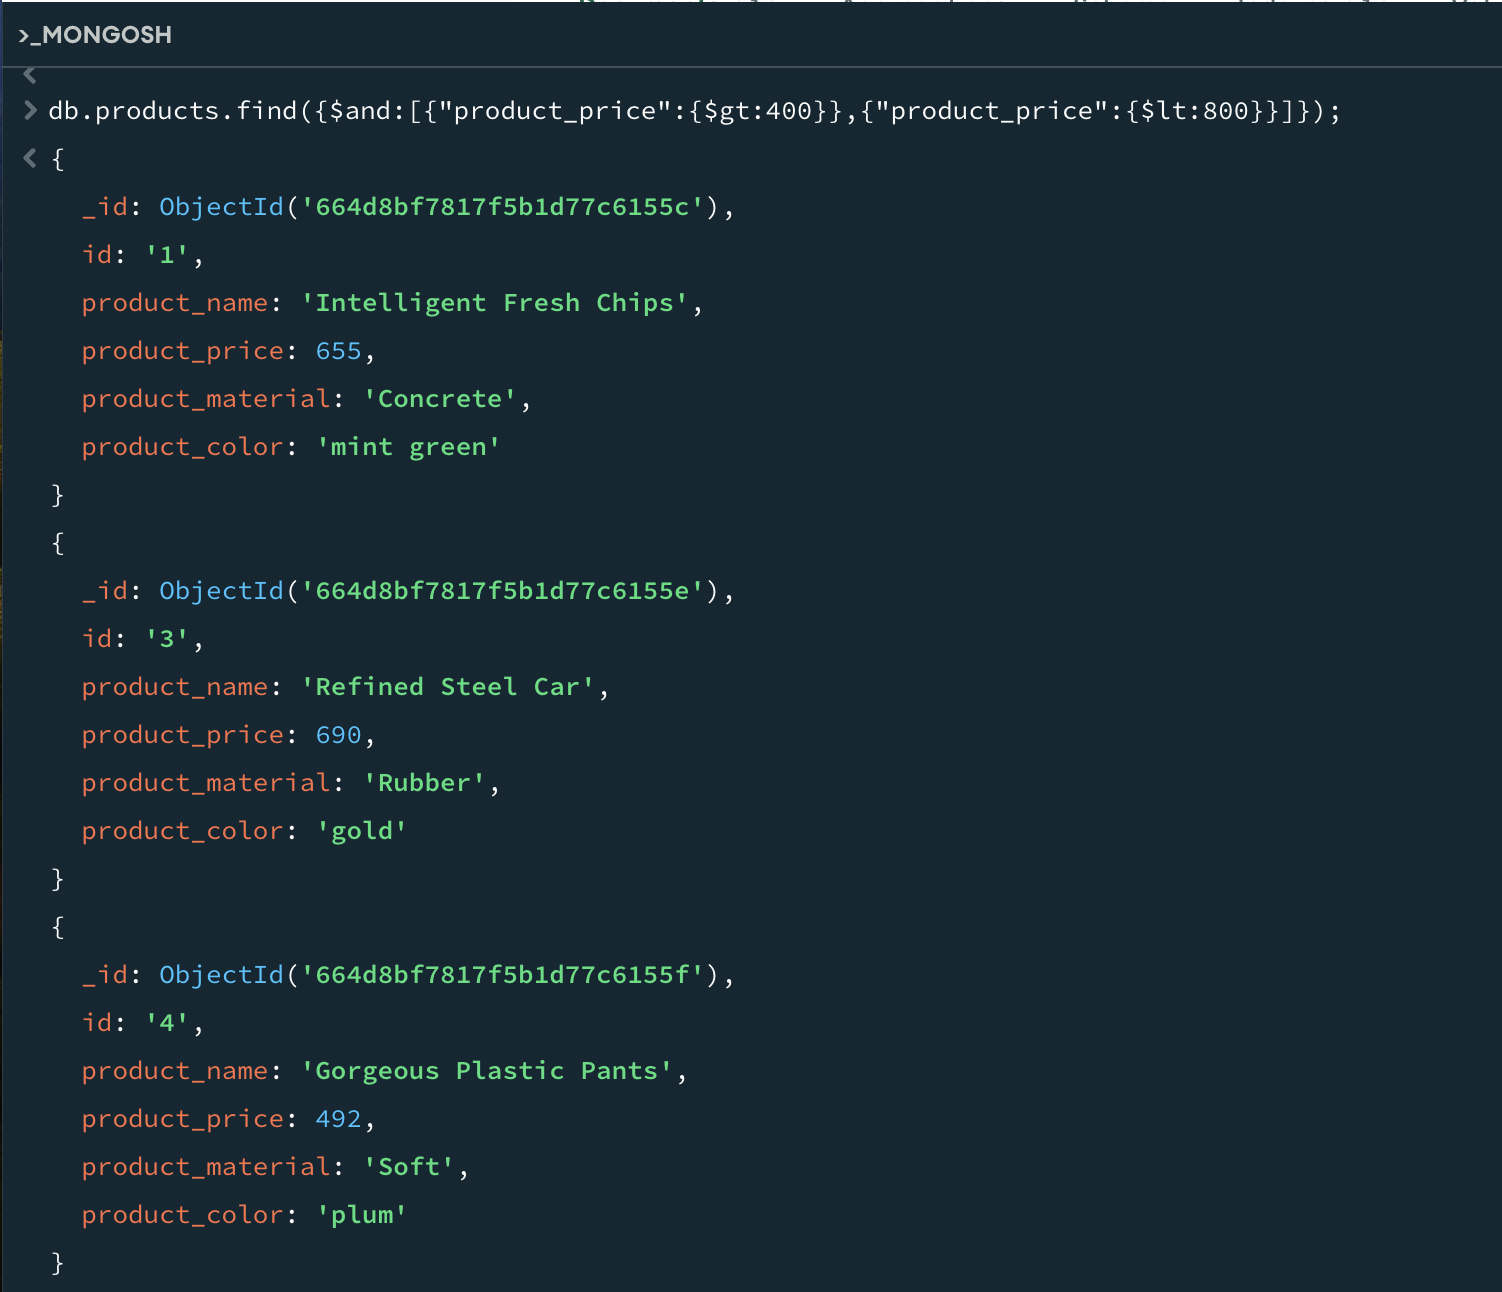 >_MONGOSH
db.products.find({$and:[{"product_price":{$gt:400}},{"product_price":{$lt:800}}]});
{
_id: ObjectId('664d8bf7817f5b1d77c6155c'),
id: '1',
product_name: 'Intelligent Fresh Chips',
product_price: 655,
product_material: 'Concrete',
product_color: 'mint green'
}
{
_id: ObjectId('664d8bf7817f5b1d77c6155e'),
id: '3',
product_name: 'Refined Steel Car',
product_price: 690,
product_material: 'Rubber',
product_color: 'gold'
}
{
_id: ObjectId('664d8bf7817f5b1d77c6155f'),
id: '4',
product_name: 'Gorgeous Plastic Pants',
product_price: 492,
product_material: 'Soft',
product_color: 'plum'
}